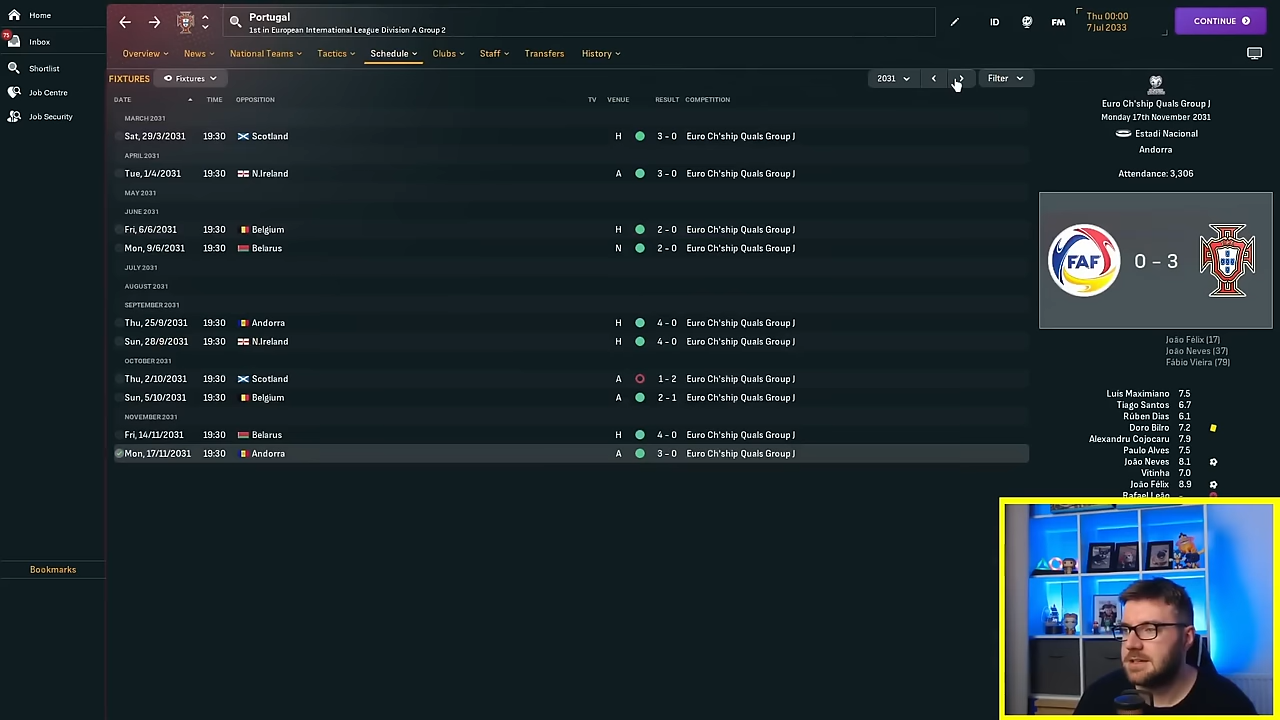 Home
Portugal
1st in European International League Division A Group 2
ID
FM
Thu 00:00
7 Jul 2033
CONTINUE
75
Inbox
Overview
News
National Teams
Tactics
Schedule
Clubs
Staff
Transfers
History
Shortlist
Job Centre
Job Security
FIXTURES
Fixtures
2031
Filter
DATE TIME OPPOSITION TV VENUE RESULT COMPETITION
MARCH 2031
Sat, 29/3/2031 19:30 Scotland H 3 - 0 Euro Ch'ship Quals Group J
APRIL 2031
Tue, 1/4/2031 19:30 N.Ireland A 3 - 0 Euro Ch'ship Quals Group J
MAY 2031
JUNE 2031
Fri, 6/6/2031 19:30 Belgium H 2 - 0 Euro Ch'ship Quals Group J
Mon, 9/6/2031 19:30 Belarus N 2 - 0 Euro Ch'ship Quals Group J
JULY 2031
AUGUST 2031
SEPTEMBER 2031
Thu, 25/9/2031 19:30 Andorra H 4 - 0 Euro Ch'ship Quals Group J
Sun, 28/9/2031 19:30 N.Ireland H 4 - 0 Euro Ch'ship Quals Group J
OCTOBER 2031
Thu, 2/10/2031 19:30 Scotland A 1 - 2 Euro Ch'ship Quals Group J
Sun, 5/10/2031 19:30 Belgium A 2 - 1 Euro Ch'ship Quals Group J
NOVEMBER 2031
Fri, 14/11/2031 19:30 Belarus H 4 - 0 Euro Ch'ship Quals Group J
Mon, 17/11/2031 19:30 Andorra A 3 - 0 Euro Ch'ship Quals Group J
Euro Ch'ship Quals Group J
Monday 17th November 2031
Estadi Nacional
Andorra
Attendance: 3,306
FAF
0 - 3
João Félix (17)
João Neves (37)
Fábio Vieira (79)
Luis Maximiano 7.5
Tiago Santos 6.7
Rúben Dias 6.1
Doro Bilro 7.2
Alexandru Cojocaru 7.9
Paulo Alves 7.5
João Neves 8.1
Vitinha 7.0
João Félix 8.9
Rafael Leão -
Bookmarks